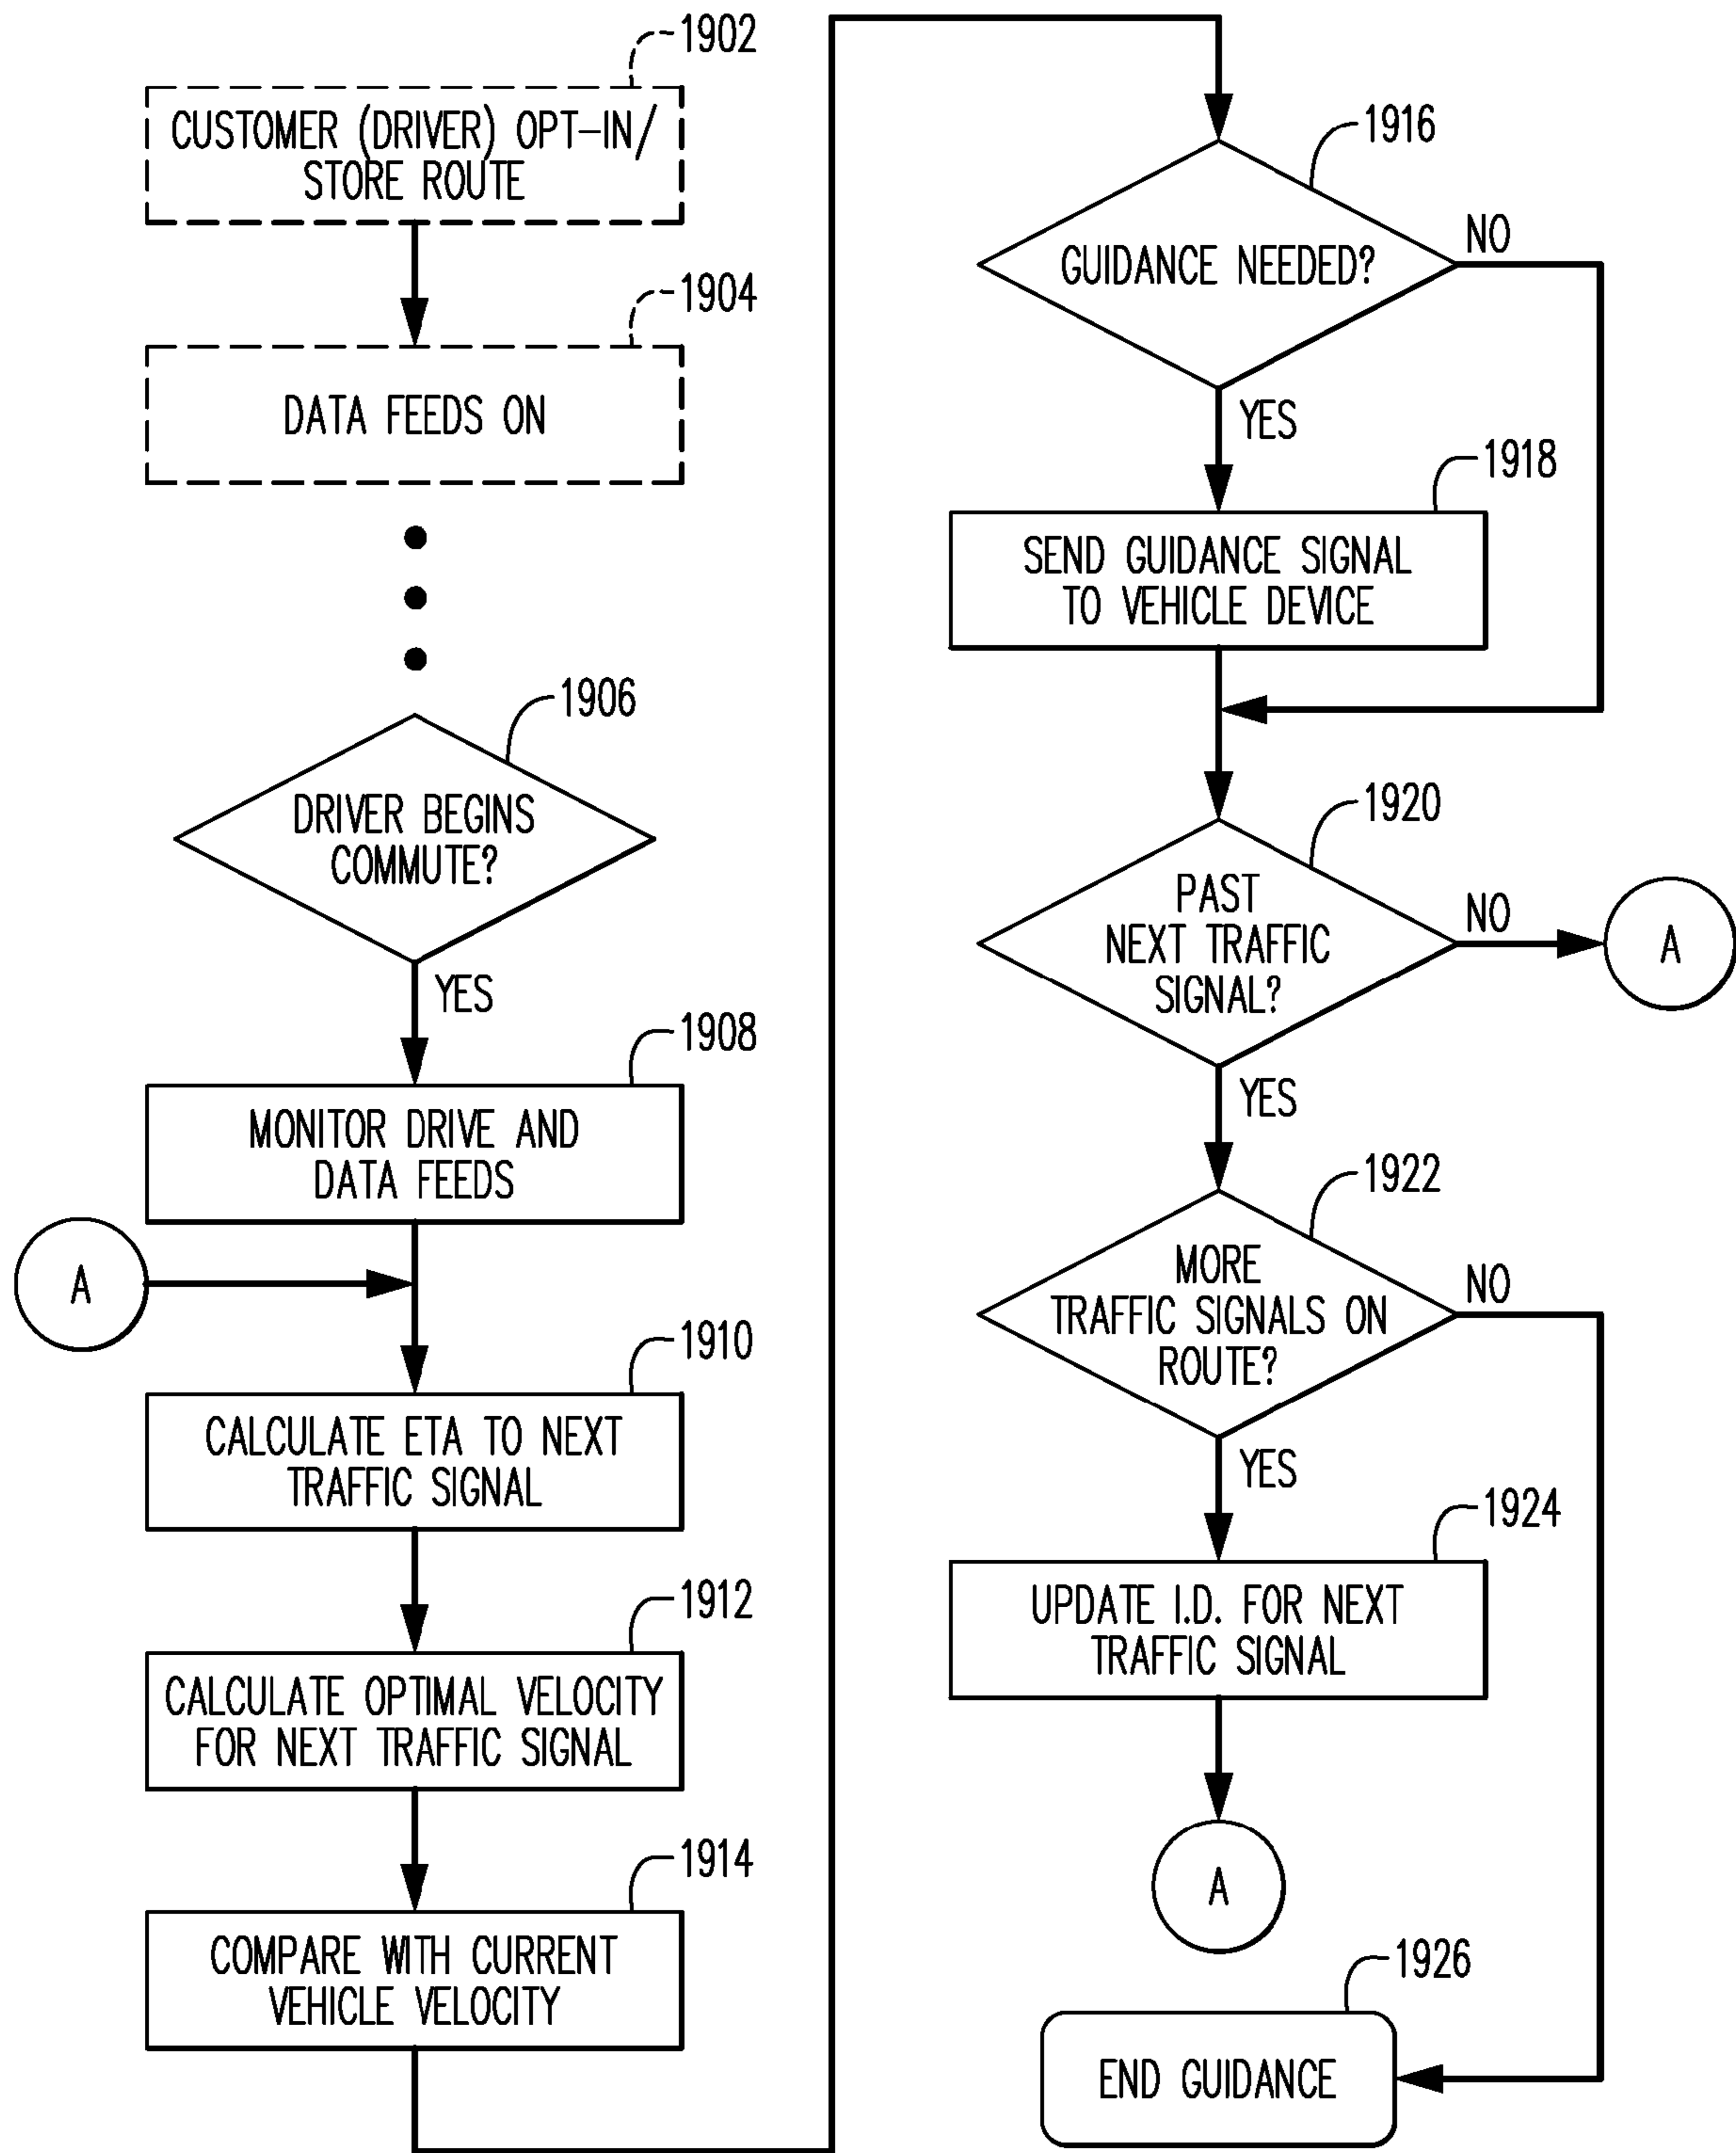 1902
CUSTOMER (DRIVER) OPT-IN/
STORE ROUTE
1904
DATA FEEDS ON
1906
DRIVER BEGINS
COMMUTE?
YES
1908
MONITOR DRIVE AND
DATA FEEDS
A
1910
CALCULATE ETA TO NEXT
TRAFFIC SIGNAL
1912
CALCULATE OPTIMAL VELOCITY
FOR NEXT TRAFFIC SIGNAL
1914
COMPARE WITH CURRENT
VEHICLE VELOCITY
1916
GUIDANCE NEEDED?
NO
YES
1918
SEND GUIDANCE SIGNAL
TO VEHICLE DEVICE
1920
PAST
NEXT TRAFFIC
SIGNAL?
NO
A
YES
1922
MORE
TRAFFIC SIGNALS ON
ROUTE?
NO
YES
1924
UPDATE I.D. FOR NEXT
TRAFFIC SIGNAL
A
1926
END GUIDANCE